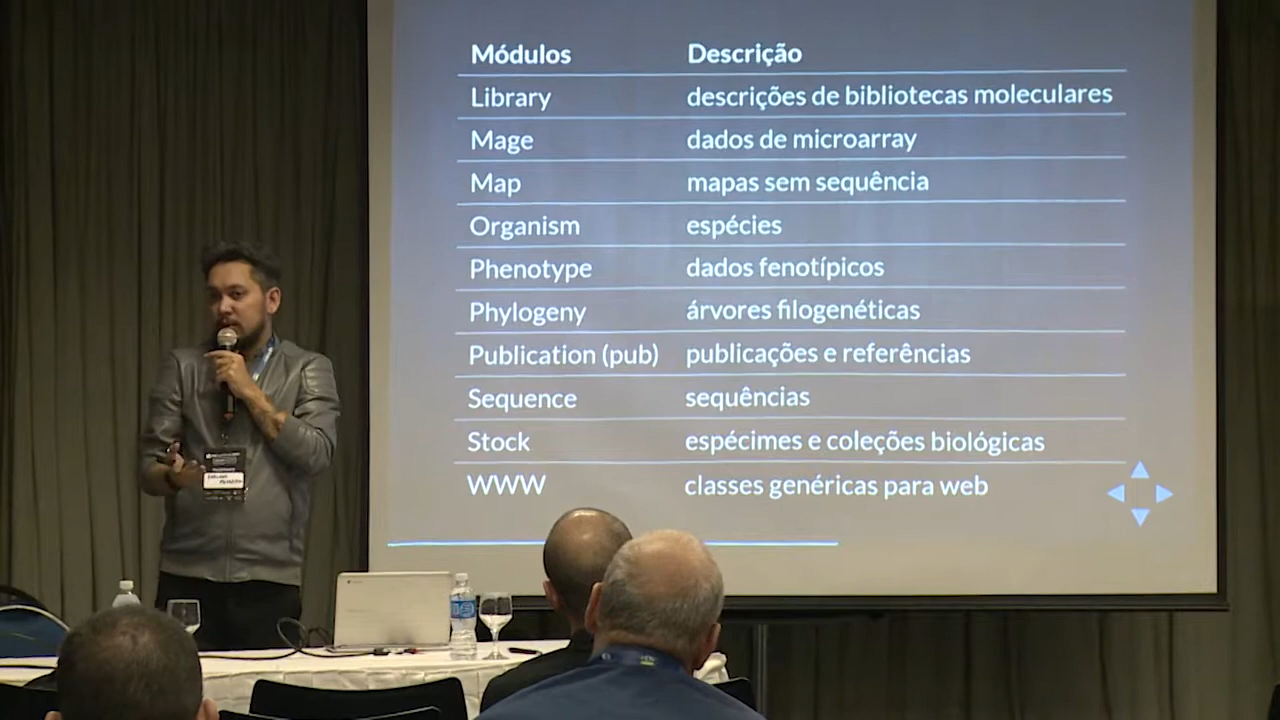 Módulos Descrição
Library descrições de bibliotecas moleculares
Mage dados de microarray
Map mapas sem sequência
Organism espécies
Phenotype dados fenotípicos
Phylogeny árvores filogenéticas
Publication (pub) publicações e referências
Sequence sequências
Stock espécimes e coleções biológicas
WWW classes genéricas para web